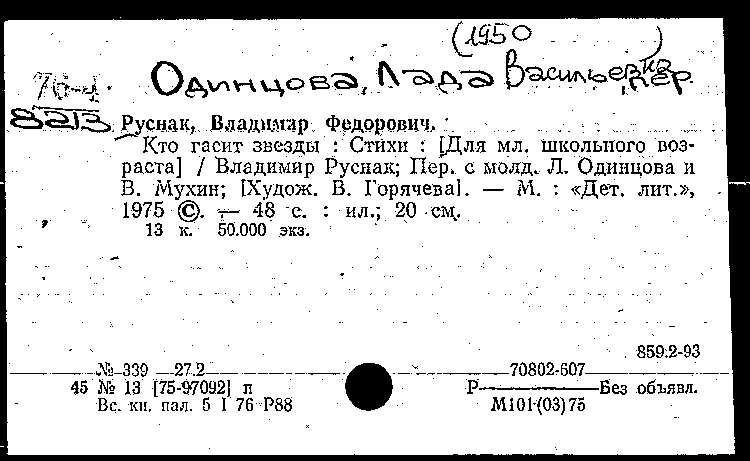 (1950 )
76-4
Одинцова, Лада Васильевна, пер.
8213
Руснак, Владимир Федорович.
Кто гасит звезды : Стихи : [Для мл. школьного воз-
раста] / Владимир Руснак; Пер. с молд. Л. Одинцова и
В. Мухин; [Худож. В. Горячева]. — М. : «Дет. лит.»,
1975 ©. — 48 с. : ил.; 20 см.
13 к. 50.000 экз.
859.2-93
№ 339 27.2 70802-507
45 № 13 [75-97092] п Р— Без объявл.
Вс. кн. пал. 5 I 76 Р88 М101(03)75